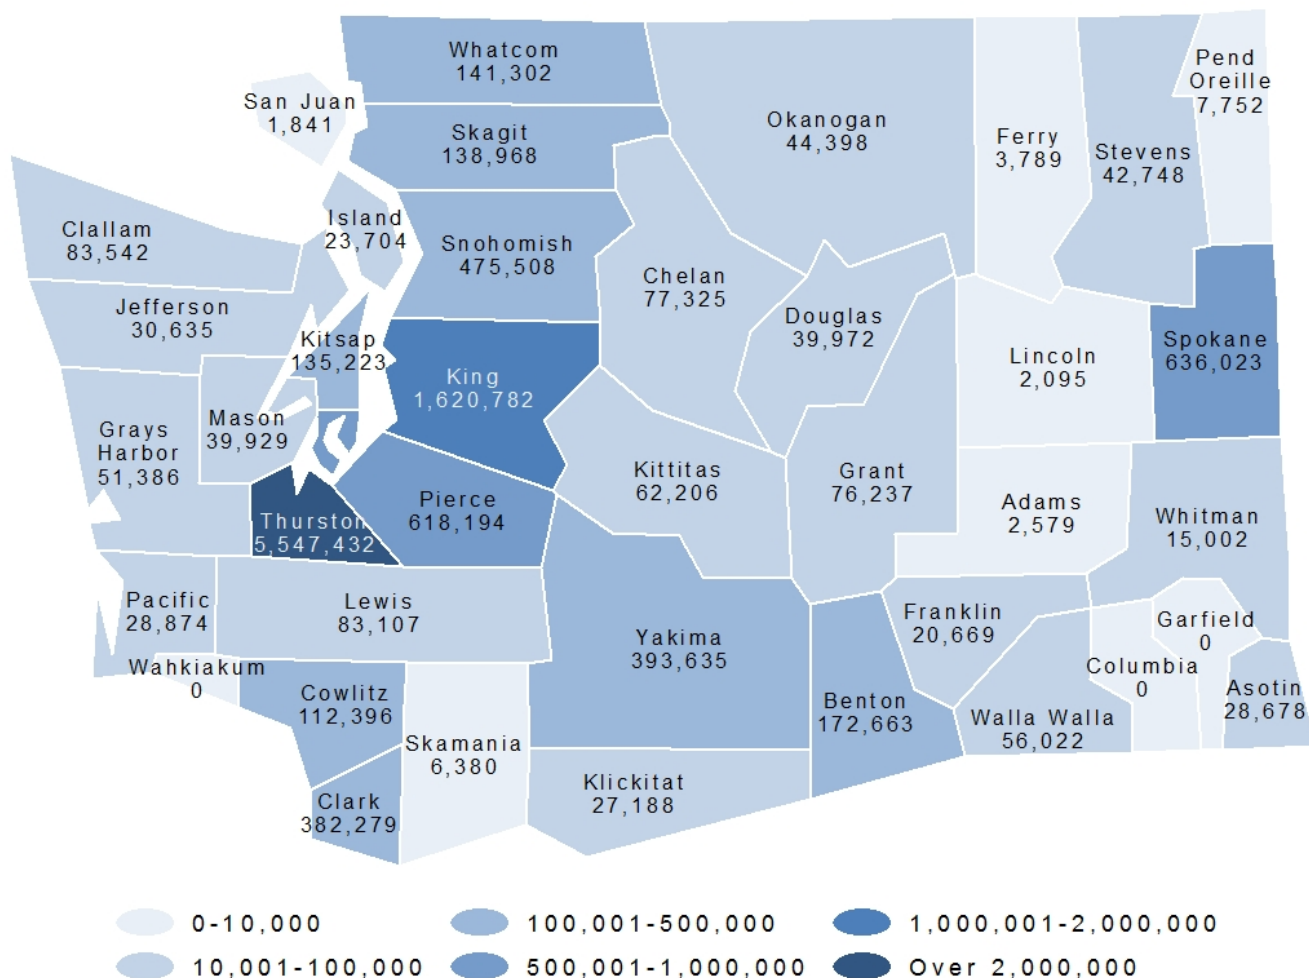 Whatcom
141,302
San Juan
1,841
Skagit
138,968
Okanogan
44,398
Ferry
3,789
Stevens
42,748
Pend
Oreille
7,752
Clallam
83,542
Island
23,704
Snohomish
475,508
Chelan
77,325
Douglas
39,972
Jefferson
30,635
Kitsap
135,223
King
1,620,782
Lincoln
2,095
Spokane
636,023
Grays
Harbor
51,386
Mason
39,929
Kittitas
62,206
Grant
76,237
Adams
2,579
Whitman
15,002
Thurston
5,547,432
Pierce
618,194
Pacific
28,874
Lewis
83,107
Yakima
393,635
Franklin
20,669
Garfield
0
Wahkiakum
0
Cowlitz
112,396
Skamania
6,380
Benton
172,663
Walla Walla
56,022
Columbia
0
Asotin
28,678
Clark
382,279
Klickitat
27,188
0-10,000
100,001-500,000
1,000,001-2,000,000
10,001-100,000
500,001-1,000,000
Over 2,000,000